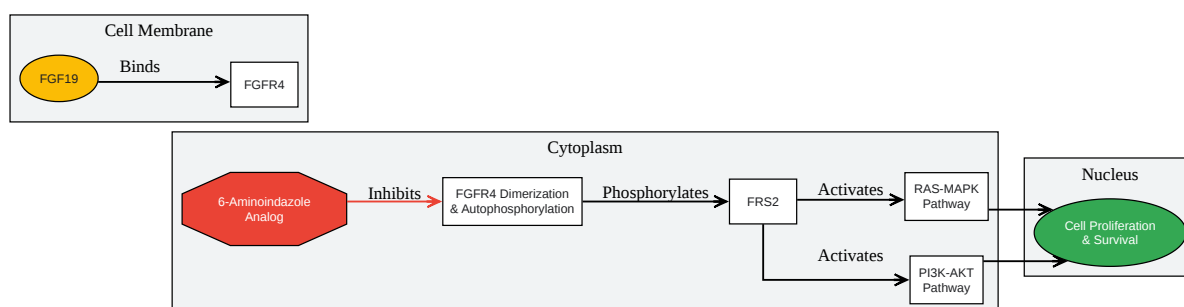 Cell Membrane
FGF19
Binds
FGFR4
Cytoplasm
6-Aminoindazole
Analog
Inhibits
FGFR4 Dimerization
& Autophosphorylation
Phosphorylates
FRS2
Activates
RAS-MAPK
Pathway
Activates
PI3K-AKT
Pathway
Nucleus
Cell Proliferation
& Survival